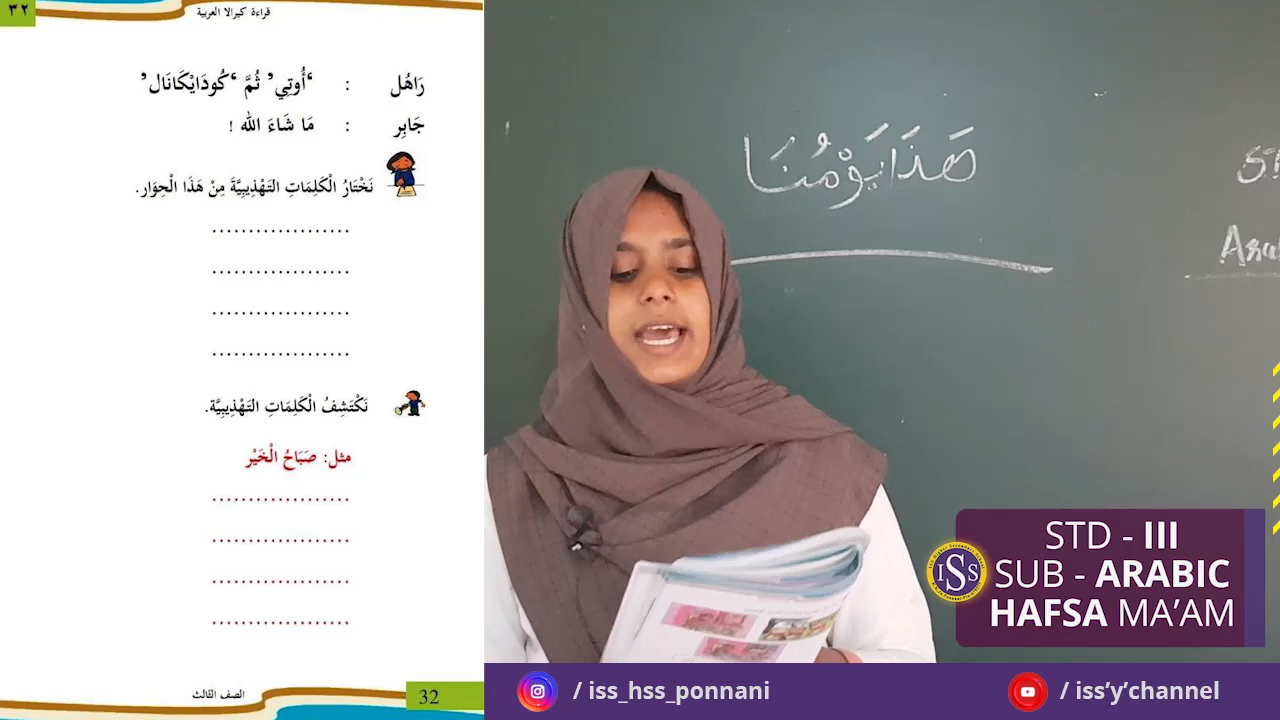 ٣٢
قراءة كيرالا العربية
رَاهُل : ‘أُوتِي’ ثُمَّ ‘كُودَايْكَانَال’
جَابِر : مَا شَاءَ الله !
نَخْتَارُ الْكَلِمَاتِ التَهْذِيبِيَّةَ مِنْ هَذَا الْحِوَار.
...................
...................
...................
...................
نَكْتَشِفُ الْكَلِمَاتِ التَهْذِيبِيَّة.
مثل: صَبَاحُ الْخَيْر
...................
...................
...................
...................
الصف الثالث
32
هَذَا يَوْمُنَا
STD - III
SUB - ARABIC
HAFSA MA’AM
ISS
/ iss_hss_ponnani
/ iss’y’channel